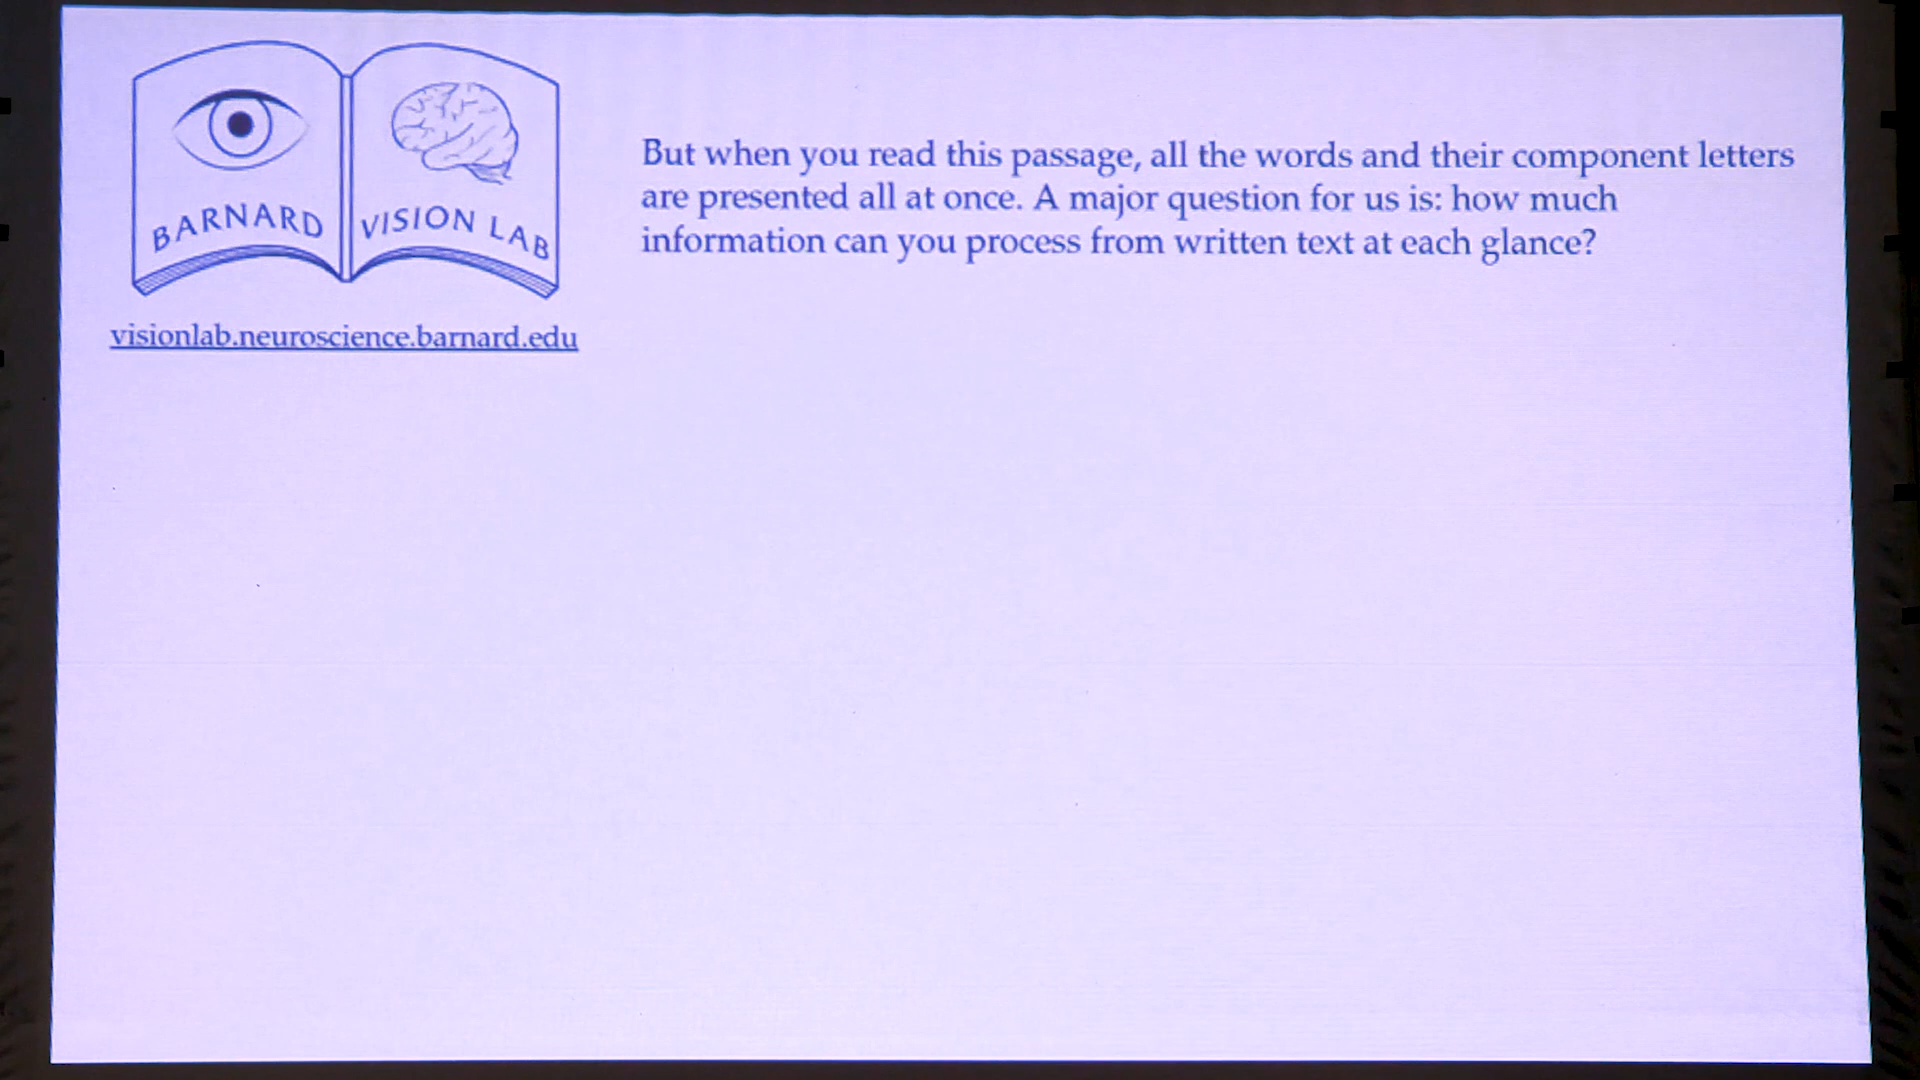 BARNARD VISION LAB
visionlab.neuroscience.barnard.edu
But when you read this passage, all the words and their component letters
are presented all at once. A major question for us is: how much
information can you process from written text at each glance?